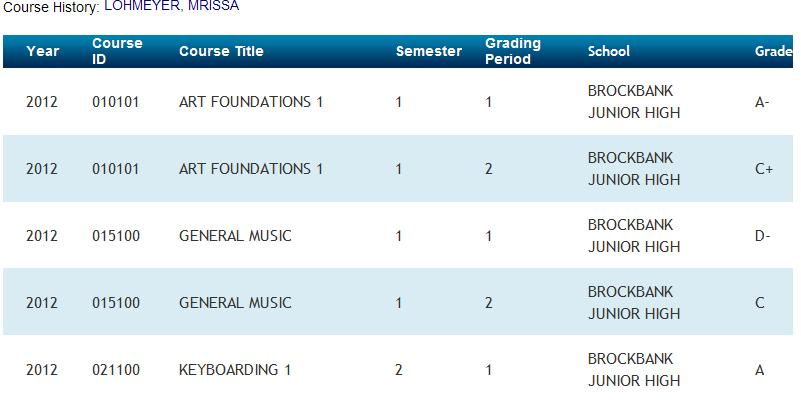 Course History: LOHMEYER, MRISSA
Year Course ID Course Title Semester Grading Period School Grade
2012 010101 ART FOUNDATIONS 1 1 1 BROCKBANK JUNIOR HIGH A-
2012 010101 ART FOUNDATIONS 1 1 2 BROCKBANK JUNIOR HIGH C+
2012 015100 GENERAL MUSIC 1 1 BROCKBANK JUNIOR HIGH D-
2012 015100 GENERAL MUSIC 1 2 BROCKBANK JUNIOR HIGH C
2012 021100 KEYBOARDING 1 2 1 BROCKBANK JUNIOR HIGH A